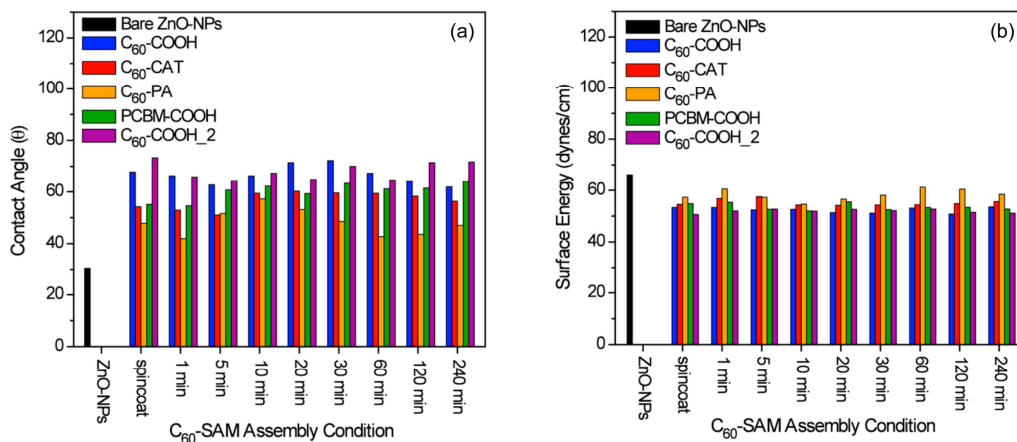 (a)
Bare ZnO-NPs
C60-COOH
C60-CAT
C60-PA
PCBM-COOH
C60-COOH_2
Contact Angle (θ)
120
100
80
60
40
20
0
ZnO-NPs
spincoat
1 min
5 min
10 min
20 min
30 min
60 min
120 min
240 min
C60-SAM Assembly Condition
(b)
Bare ZnO-NPs
C60-COOH
C60-CAT
C60-PA
PCBM-COOH
C60-COOH_2
Surface Energy (dynes/cm)
120
100
80
60
40
20
0
ZnO-NPs
spincoat
1 min
5 min
10 min
20 min
30 min
60 min
120 min
240 min
C60-SAM Assembly Condition